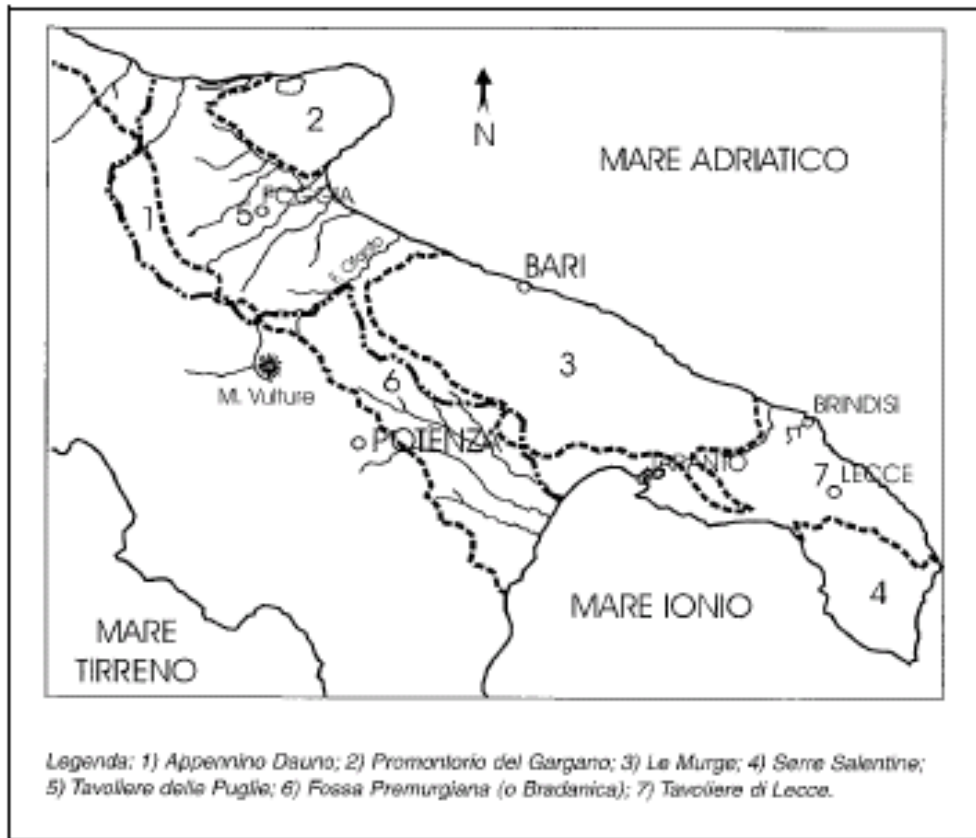 2
N
MARE ADRIATICO
1
5 FOGGIA
F. Ofanto
BARI
3
M. Vulture
6
BRINDISI
POTENZA
TARANTO
7 LECCE
MARE IONIO
4
MARE
TIRRENO
Legenda: 1) Appennino Dauno; 2) Promontorio del Gargano; 3) Le Murge; 4) Serre Salentine;
5) Tavoliere delle Puglie; 6) Fossa Premurgiana (o Bradanica); 7) Tavoliere di Lecce.